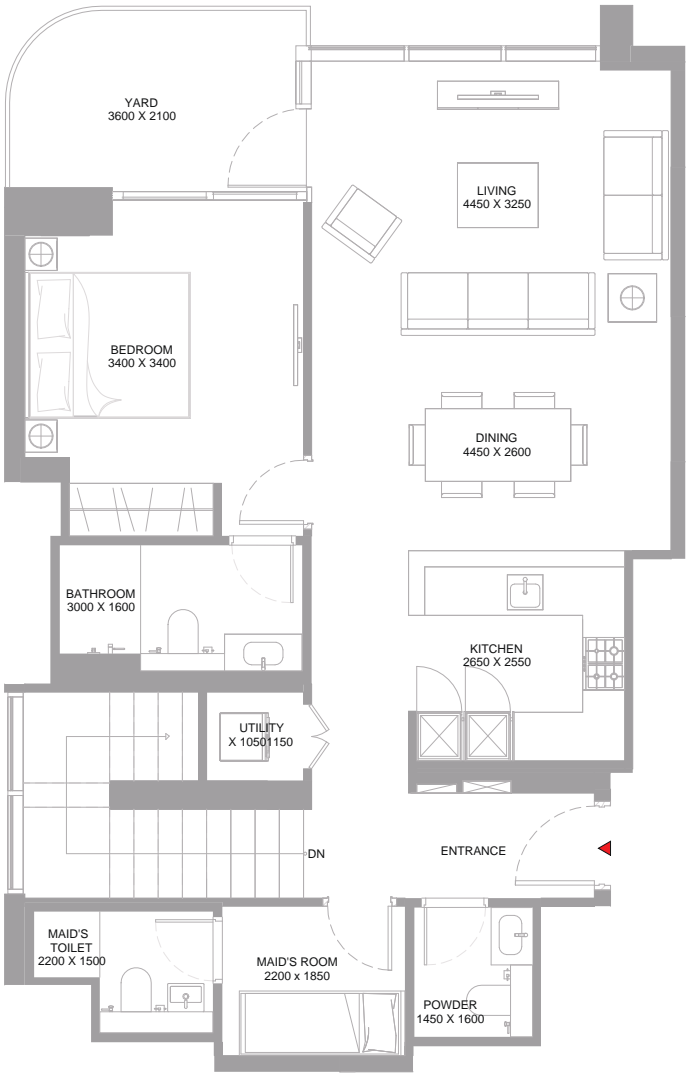 YARD
3600 X 2100
LIVING
4450 X 3250
BEDROOM
3400 X 3400
DINING
4450 X 2600
BATHROOM
3000 X 1600
KITCHEN
2650 X 2550
UTILITY
X 10501150
DN
ENTRANCE
MAID'S
TOILET
2200 X 1500
MAID'S ROOM
2200 x 1850
POWDER
1450 X 1600